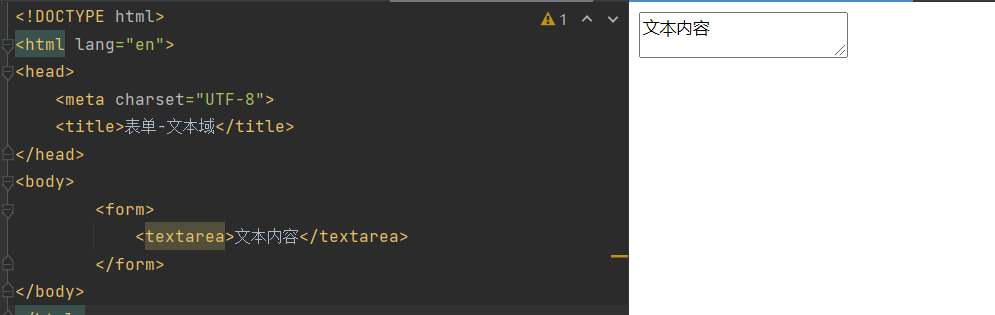 <!DOCTYPE html>
<html lang="en">
<head>
    <meta charset="UTF-8">
    <title>表单-文本域</title>
</head>
<body>
        <form>
            <textarea>文本内容</textarea>
        </form>
</body>
1
文本内容